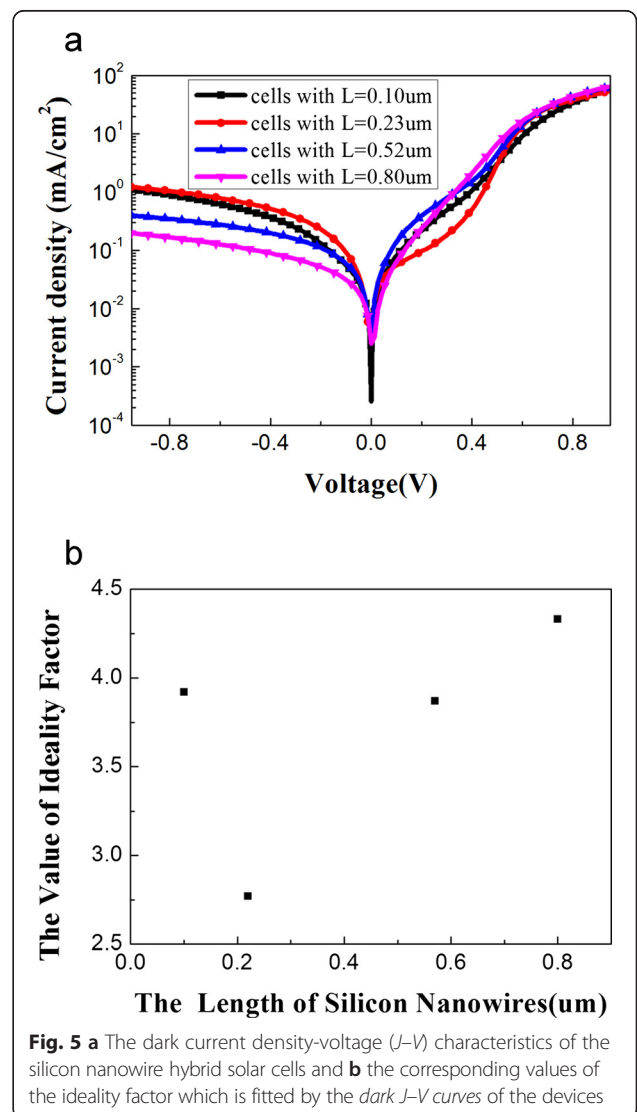 a
10²
10¹
10⁰
10⁻¹
10⁻²
10⁻³
10⁻⁴
Current density (mA/cm²)
cells with L=0.10um
cells with L=0.23um
cells with L=0.52um
cells with L=0.80um
-0.8 -0.4 0.0 0.4 0.8
Voltage(V)
b
4.5
4.0
3.5
3.0
2.5
The Value of Ideality Factor
0.0 0.2 0.4 0.6 0.8
The Length of Silicon Nanowires(um)
Fig. 5 a The dark current density-voltage (J–V) characteristics of the
silicon nanowire hybrid solar cells and b the corresponding values of
the ideality factor which is fitted by the dark J–V curves of the devices